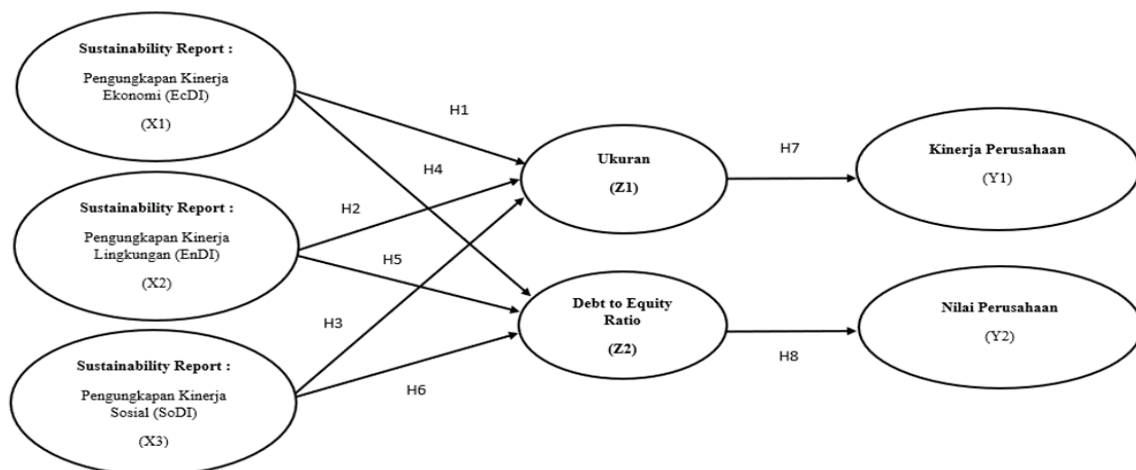 Sustainability Report :
Pengungkapan Kinerja
Ekonomi (EcDI)
(X1)
Sustainability Report :
Pengungkapan Kinerja
Lingkungan (EnDI)
(X2)
Sustainability Report :
Pengungkapan Kinerja
Sosial (SoDI)
(X3)
H1
H4
H2
H5
H3
H6
Ukuran
(Z1)
Debt to Equity
Ratio
(Z2)
H7
H8
Kinerja Perusahaan
(Y1)
Nilai Perusahaan
(Y2)